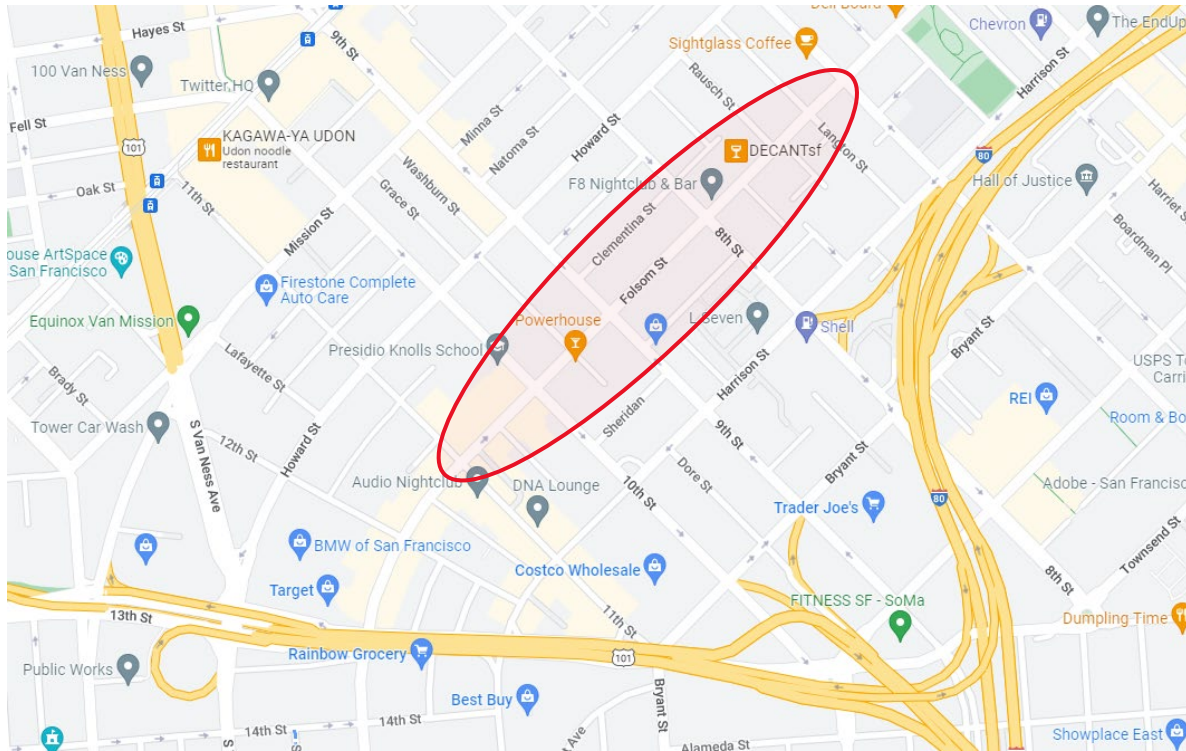 Dell Board
Chevron
The EndUp
Hayes St
9th St
Sightglass Coffee
Harrison St
100 Van Ness
Twitter HQ
Rausch St
Minna St
Fell St
KAGAWA-YA UDON
Udon noodle
restaurant
Natoma St
Howard St
Langton St
101
DECANTsf
80
Hall of Justice
Oak St
11th St
Washburn St
Grace St
F8 Nightclub & Bar
Harriet St
Mission St
Clementina St
8th St
Boardman Pl
ouse ArtSpace
San Francisco
Folsom St
Firestone Complete
Auto Care
Equinox Van Mission
Powerhouse
L Seven
Shell
Bryant St
Presidio Knolls School
Lafayette St
Harrison St
USPS T
Carri
Brady St
REI
Sheridan
Room & Bo
Tower Car Wash
S Van Ness Ave
12th St
Howard St
9th St
Bryant St
Audio Nightclub
DNA Lounge
10th St
Dore St
80
Adobe - San Francisc
Trader Joe's
BMW of San Francisco
Townsend St
Costco Wholesale
8th St
Target
13th St
11th St
FITNESS SF - SoMa
Dumpling Time
Rainbow Grocery
101
Public Works
Best Buy
Bryant St
14th St
14th St
S
S
t Ave
Alameda St
Showplace East